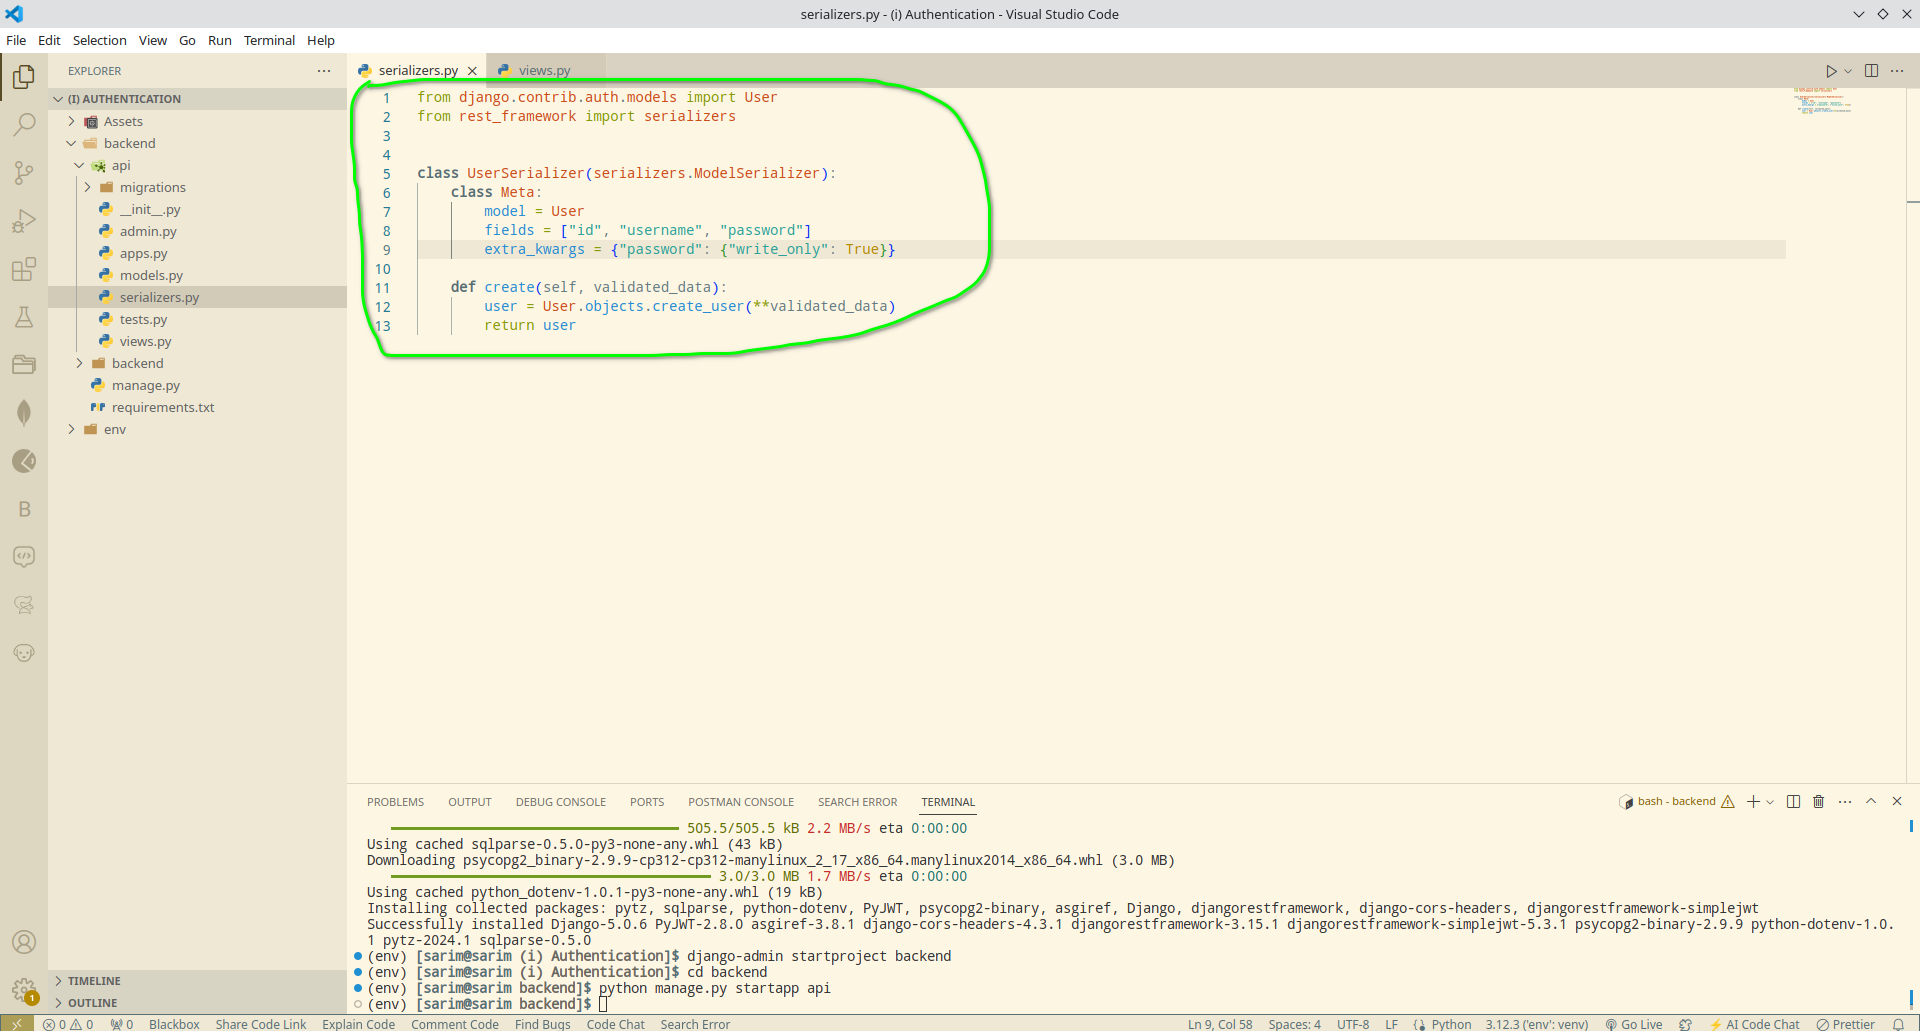 serializers.py - (i) Authentication - Visual Studio Code
File Edit Selection View Go Run Terminal Help
EXPLORER
(I) AUTHENTICATION
Assets
backend
api
migrations
__init__.py
admin.py
apps.py
models.py
serializers.py
tests.py
views.py
backend
manage.py
requirements.txt
env
TIMELINE
OUTLINE
serializers.py views.py
1 from django.contrib.auth.models import User
2 from rest_framework import serializers
3
4
5 class UserSerializer(serializers.ModelSerializer):
6 class Meta:
7 model = User
8 fields = ["id", "username", "password"]
9 extra_kwargs = {"password": {"write_only": True}}
10
11 def create(self, validated_data):
12 user = User.objects.create_user(**validated_data)
13 return user
PROBLEMS OUTPUT DEBUG CONSOLE PORTS POSTMAN CONSOLE SEARCH ERROR TERMINAL
bash - backend
505.5/505.5 kB 2.2 MB/s eta 0:00:00
Using cached sqlparse-0.5.0-py3-none-any.whl (43 kB)
Downloading psycopg2_binary-2.9.9-cp312-cp312-manylinux_2_17_x86_64.manylinux2014_x86_64.whl (3.0 MB)
3.0/3.0 MB 1.7 MB/s eta 0:00:00
Using cached python_dotenv-1.0.1-py3-none-any.whl (19 kB)
Installing collected packages: pytz, sqlparse, python-dotenv, PyJWT, psycopg2-binary, asgiref, Django, djangorestframework, django-cors-headers, djangorestframework-simplejwt
Successfully installed Django-5.0.6 PyJWT-2.8.0 asgiref-3.8.1 django-cors-headers-4.3.1 djangorestframework-3.15.1 djangorestframework-simplejwt-5.3.1 psycopg2-binary-2.9.9 python-dotenv-1.0.
1 pytz-2024.1 sqlparse-0.5.0
(env) [sarim@sarim (i) Authentication]$ django-admin startproject backend
(env) [sarim@sarim (i) Authentication]$ cd backend
(env) [sarim@sarim backend]$ python manage.py startapp api
(env) [sarim@sarim backend]$
B
1
0 0 0 Blackbox Share Code Link Explain Code Comment Code Find Bugs Code Chat Search Error Ln 9, Col 58 Spaces: 4 UTF-8 LF Python 3.12.3 ('env': venv) Go Live AI Code Chat Prettier